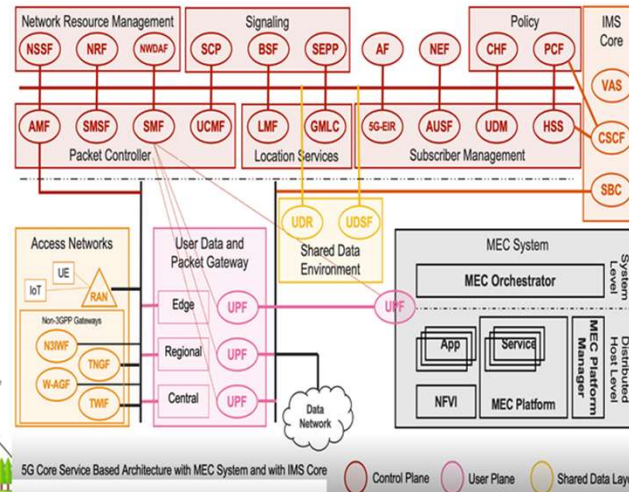 Network Resource Management
Signaling
Policy
IMS
Core
NSSF
NRF
NWDAF
SCP
BSF
SEPP
AF
NEF
CHF
PCF
VAS
AMF
SMSF
SMF
UCMF
LMF
GMLC
5G-EIR
AUSF
UDM
HSS
CSCF
Packet Controller
Location Services
Subscriber Management
SBC
UDR
UDSF
Shared Data
Environment
Access Networks
UE
IoT
RAN
Non-3GPP Gateways
N3IWF
TNGF
W-AGF
TWIF
User Data and
Packet Gateway
Edge
UPF
Regional
UPF
Central
UPF
UPF
Data
Network
MEC System
MEC Orchestrator
System
Level
App
Service
MEC Platform
Manager
NFVI
MEC Platform
Distributed
Host Level
5G Core Service Based Architecture with MEC System and with IMS Core
Control Plane
User Plane
Shared Data Laye